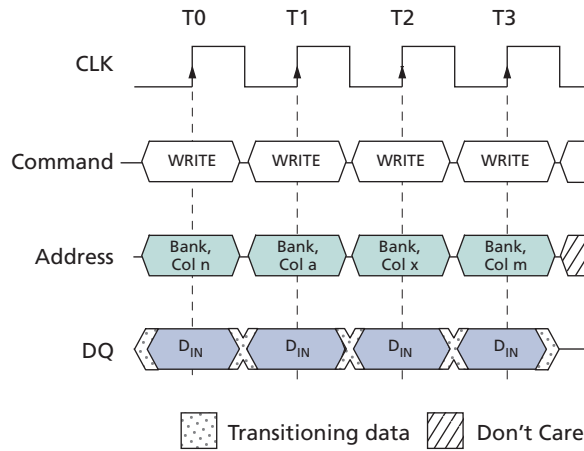 T0 T1 T2 T3
CLK
Command WRITE WRITE WRITE WRITE
Address Bank, Col n Bank, Col a Bank, Col x Bank, Col m
DQ DIN DIN DIN DIN
Transitioning data Don't Care